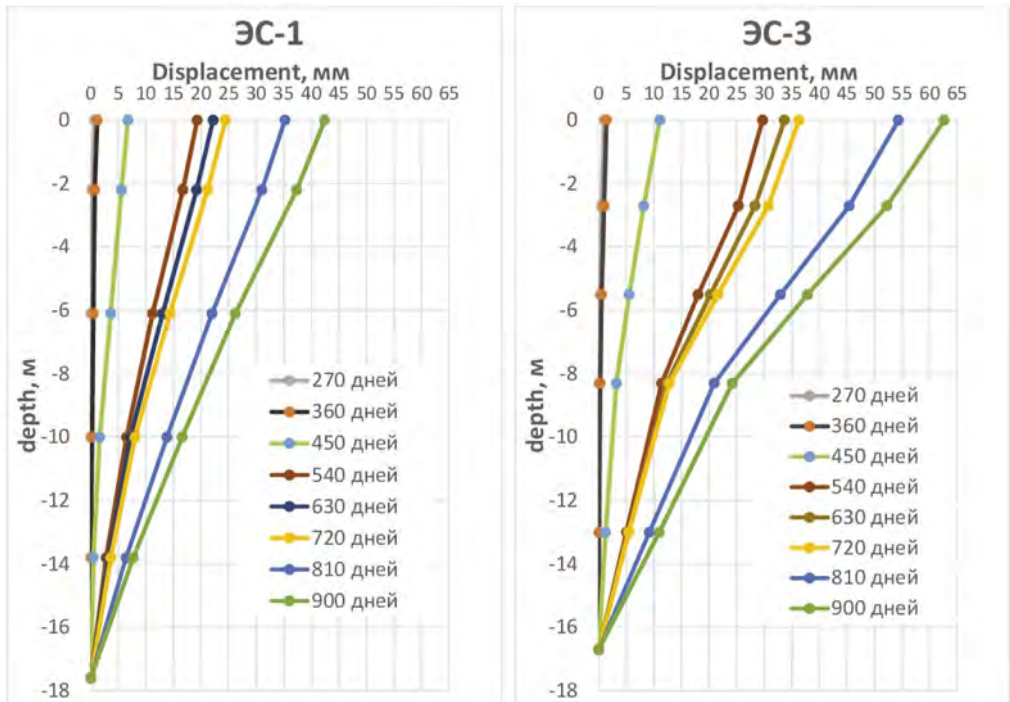 ЭС-1
Displacement, мм
0 5 10 15 20 25 30 35 40 45 50 55 60 65
0
-2
-4
-6
-8
-10
-12
-14
-16
-18
depth, м
270 дней
360 дней
450 дней
540 дней
630 дней
720 дней
810 дней
900 дней
ЭС-3
Displacement, мм
0 5 10 15 20 25 30 35 40 45 50 55 60 65
0
-2
-4
-6
-8
-10
-12
-14
-16
-18
depth, м
270 дней
360 дней
450 дней
540 дней
630 дней
720 дней
810 дней
900 дней